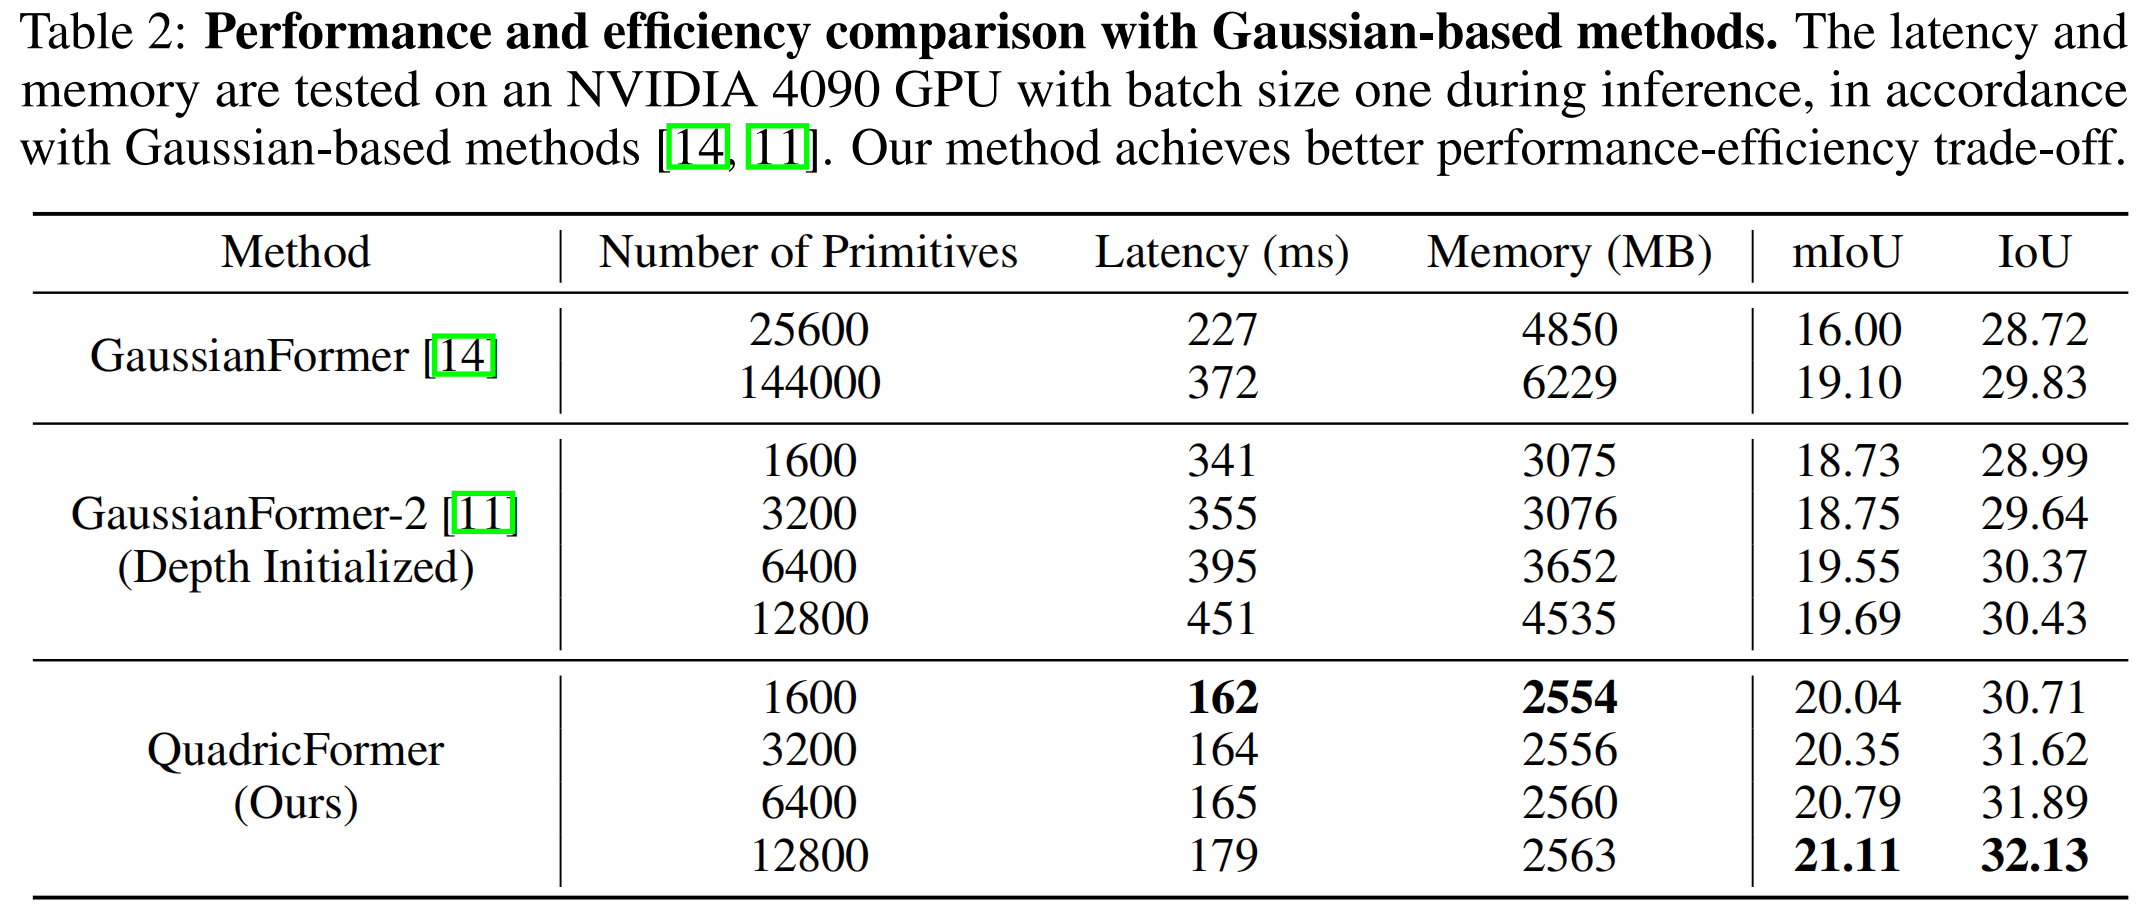 Table 2: Performance and efficiency comparison with Gaussian-based methods. The latency and
memory are tested on an NVIDIA 4090 GPU with batch size one during inference, in accordance
with Gaussian-based methods [14, 11]. Our method achieves better performance-efficiency trade-off.
Method Number of Primitives Latency (ms) Memory (MB) mIoU IoU
GaussianFormer [14]
25600 227 4850 16.00 28.72
144000 372 6229 19.10 29.83
GaussianFormer-2 [11]
(Depth Initialized)
1600 341 3075 18.73 28.99
3200 355 3076 18.75 29.64
6400 395 3652 19.55 30.37
12800 451 4535 19.69 30.43
QuadricFormer
(Ours)
1600 162 2554 20.04 30.71
3200 164 2556 20.35 31.62
6400 165 2560 20.79 31.89
12800 179 2563 21.11 32.13